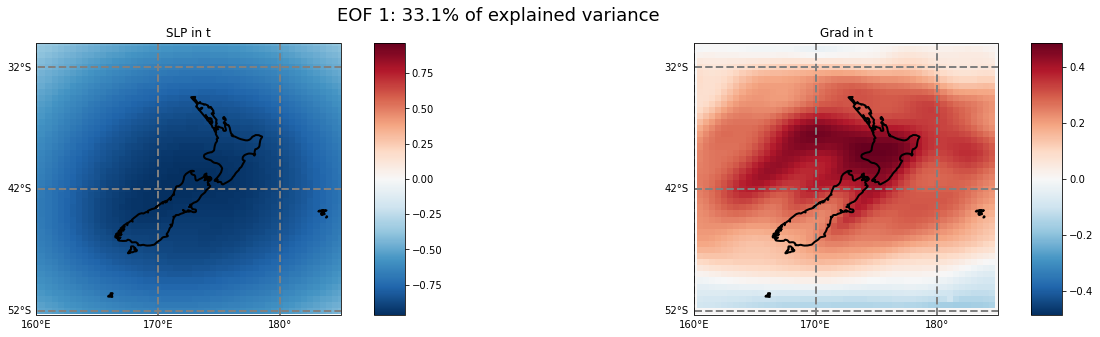 EOF 1: 33.1% of explained variance
SLP in t
Grad in t
32°S
42°S
52°S
160°E
170°E
180°
0.75
0.50
0.25
0.00
−0.25
−0.50
−0.75
32°S
42°S
52°S
160°E
170°E
180°
0.4
0.2
0.0
−0.2
−0.4